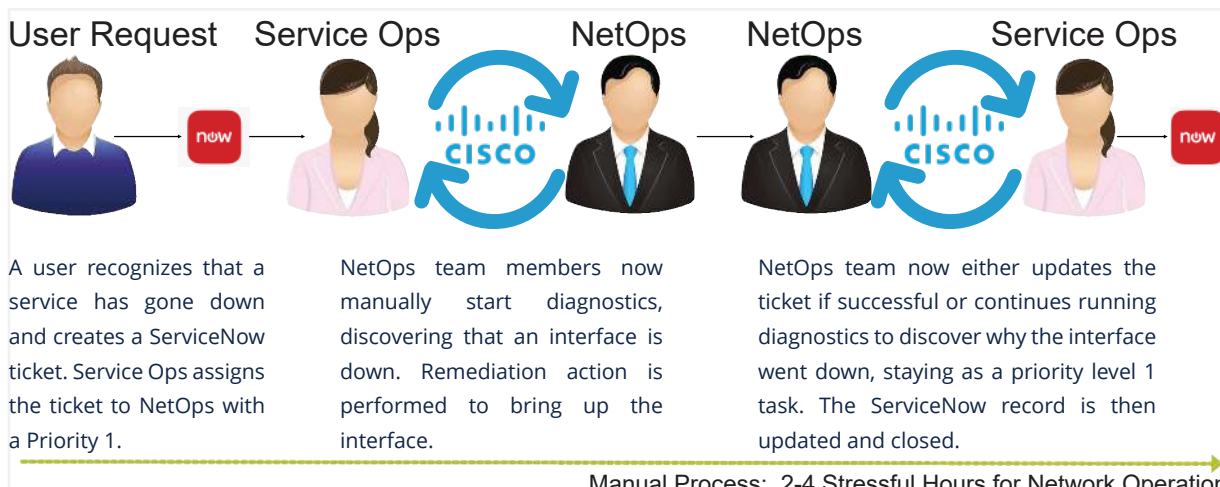 User Request
Service Ops
NetOps
NetOps
Service Ops
now
CISCO
CISCO
now
A user recognizes that a
service has gone down
and creates a ServiceNow
ticket. Service Ops assigns
the ticket to NetOps with
a Priority 1.
NetOps team members now
manually start diagnostics,
discovering that an interface is
down. Remediation action is
performed to bring up the
interface.
NetOps team now either updates the
ticket if successful or continues running
diagnostics to discover why the interface
went down, staying as a priority level 1
task. The ServiceNow record is then
updated and closed.
Manual Process: 2-4 Stressful Hours for Network Operation